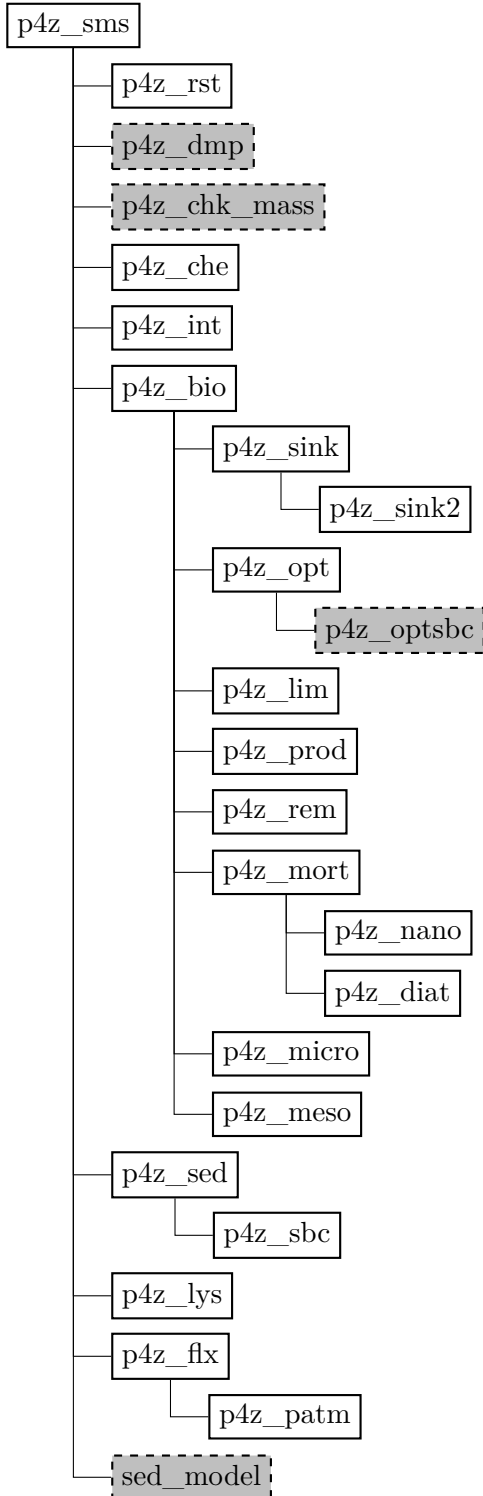 p4z_sms
p4z_rst
p4z_dmp
p4z_chk_mass
p4z_che
p4z_int
p4z_bio
p4z_sink
p4z_sink2
p4z_opt
p4z_optsbc
p4z_lim
p4z_prod
p4z_rem
p4z_mort
p4z_nano
p4z_diat
p4z_micro
p4z_meso
p4z_sed
p4z_sbc
p4z_lys
p4z_flx
p4z_patm
sed_model